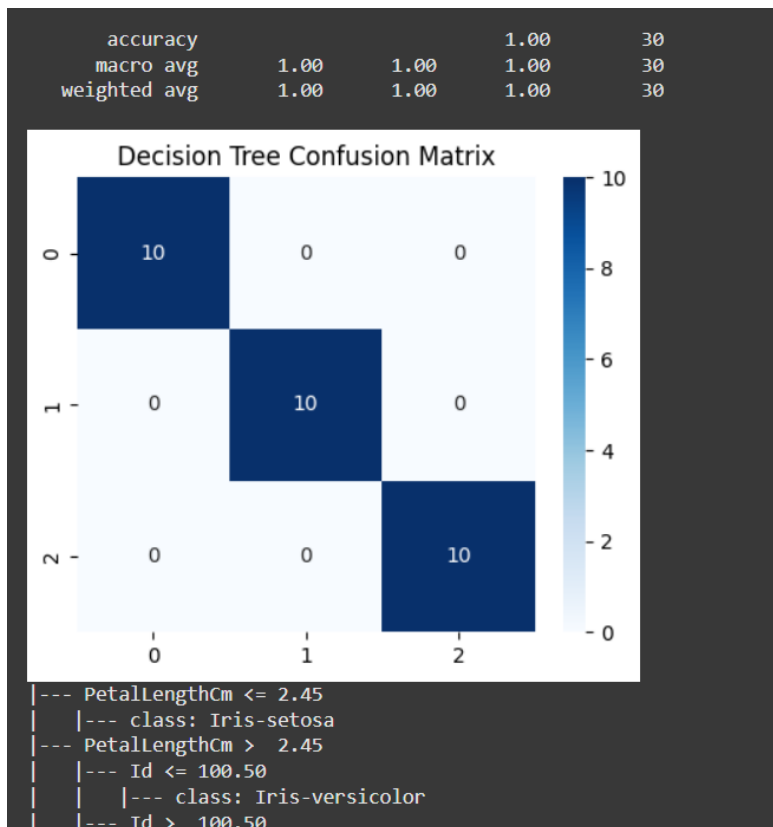 accuracy 1.00 30
macro avg 1.00 1.00 1.00 30
weighted avg 1.00 1.00 1.00 30
Decision Tree Confusion Matrix
10
0 10 0 0
8
6
1 0 10 0
4
2
2 0 0 10
0
0 1 2
|--- PetalLengthCm <= 2.45
|   |--- class: Iris-setosa
|--- PetalLengthCm >  2.45
|   |--- Id <= 100.50
|   |   |--- class: Iris-versicolor
|   |--- Id >  100.50